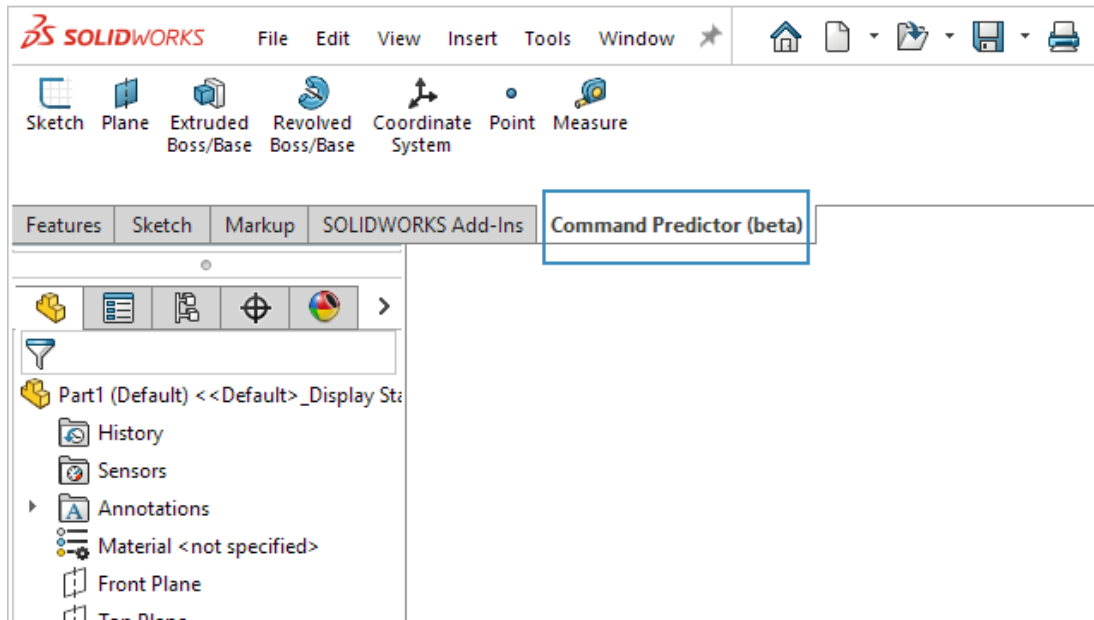 SOLIDWORKS File Edit View Insert Tools Window
Sketch Plane Extruded Boss/Base Revolved Boss/Base Coordinate System Point Measure
Features Sketch Markup SOLIDWORKS Add-Ins Command Predictor (beta)
Part1 (Default) <<Default>_Display Sta
History
Sensors
A Annotations
Material <not specified>
Front Plane
Top Plane